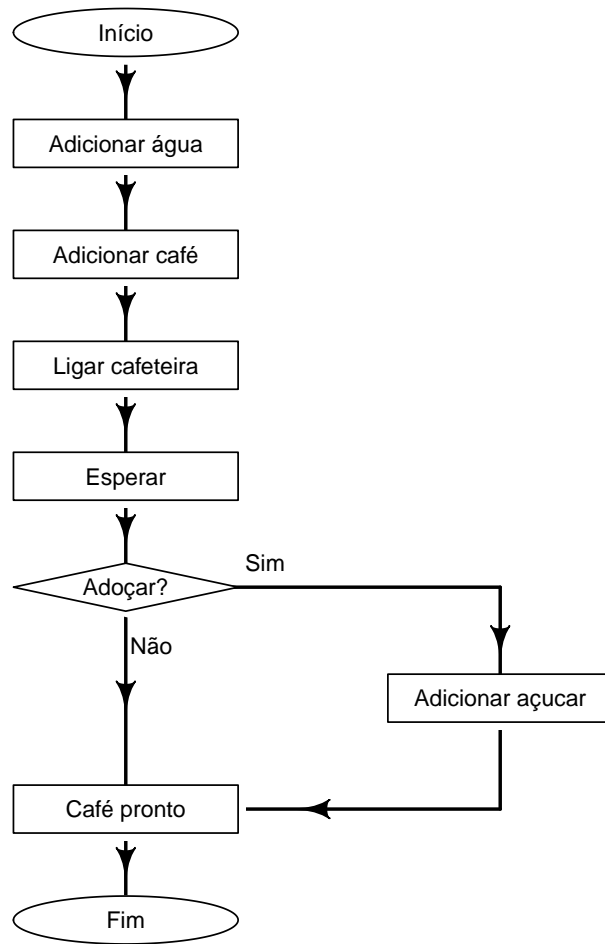 Início
Adicionar água
Adicionar café
Ligar cafeteira
Esperar
Adoçar?
Sim
Não
Adicionar açucar
Café pronto
Fim